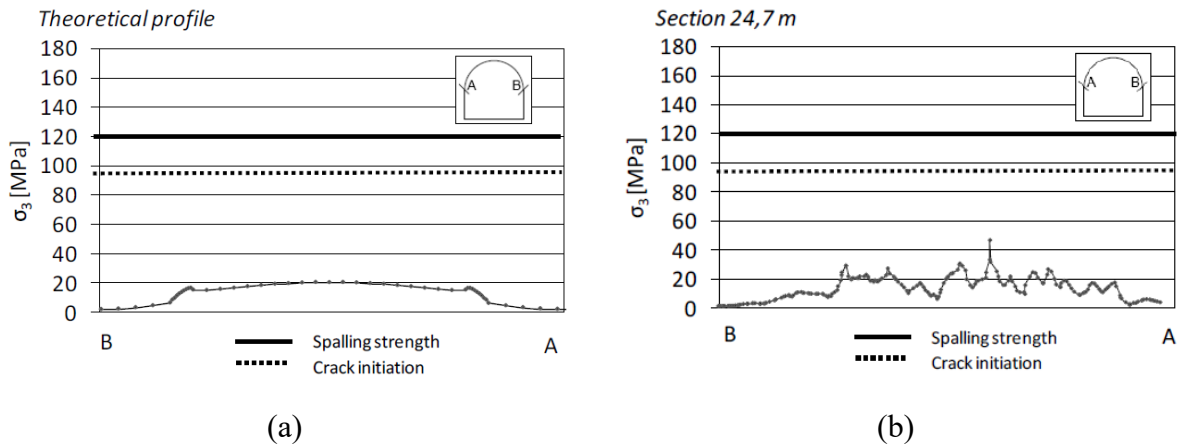 Theoretical profile
180
160
140
120
100
80
60
40
20
0
σ3 [MPa]
A B
B A
Spalling strength
Crack initiation
(a)
Section 24,7 m
180
160
140
120
100
80
60
40
20
0
σ3 [MPa]
A B
B A
Spalling strength
Crack initiation
(b)